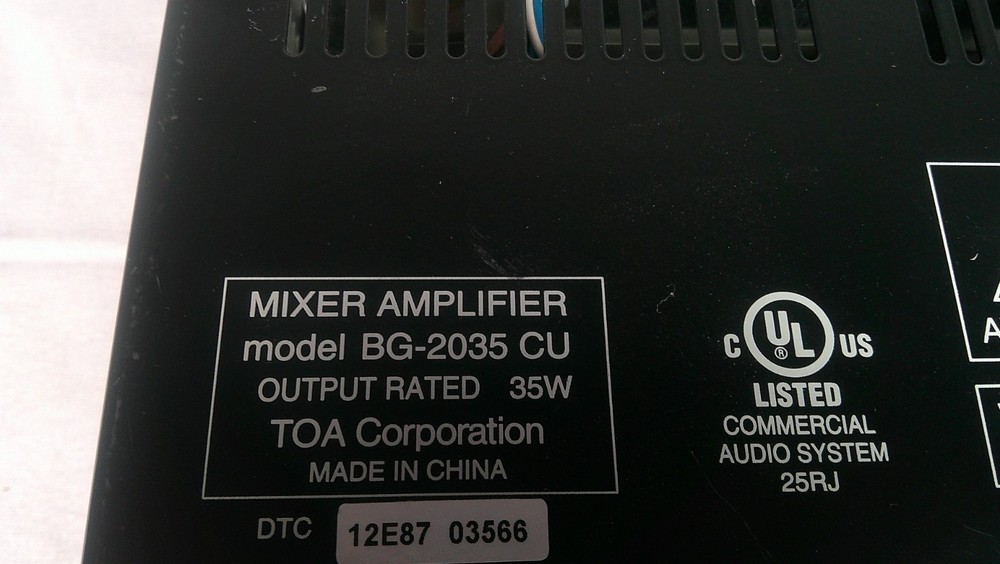 MIXER AMPLIFIER
model BG-2035 CU
OUTPUT RATED 35W
TOA Corporation
MADE IN CHINA
DTC 12E87 03566
C UL® US
LISTED
COMMERCIAL
AUDIO SYSTEM
25RJ